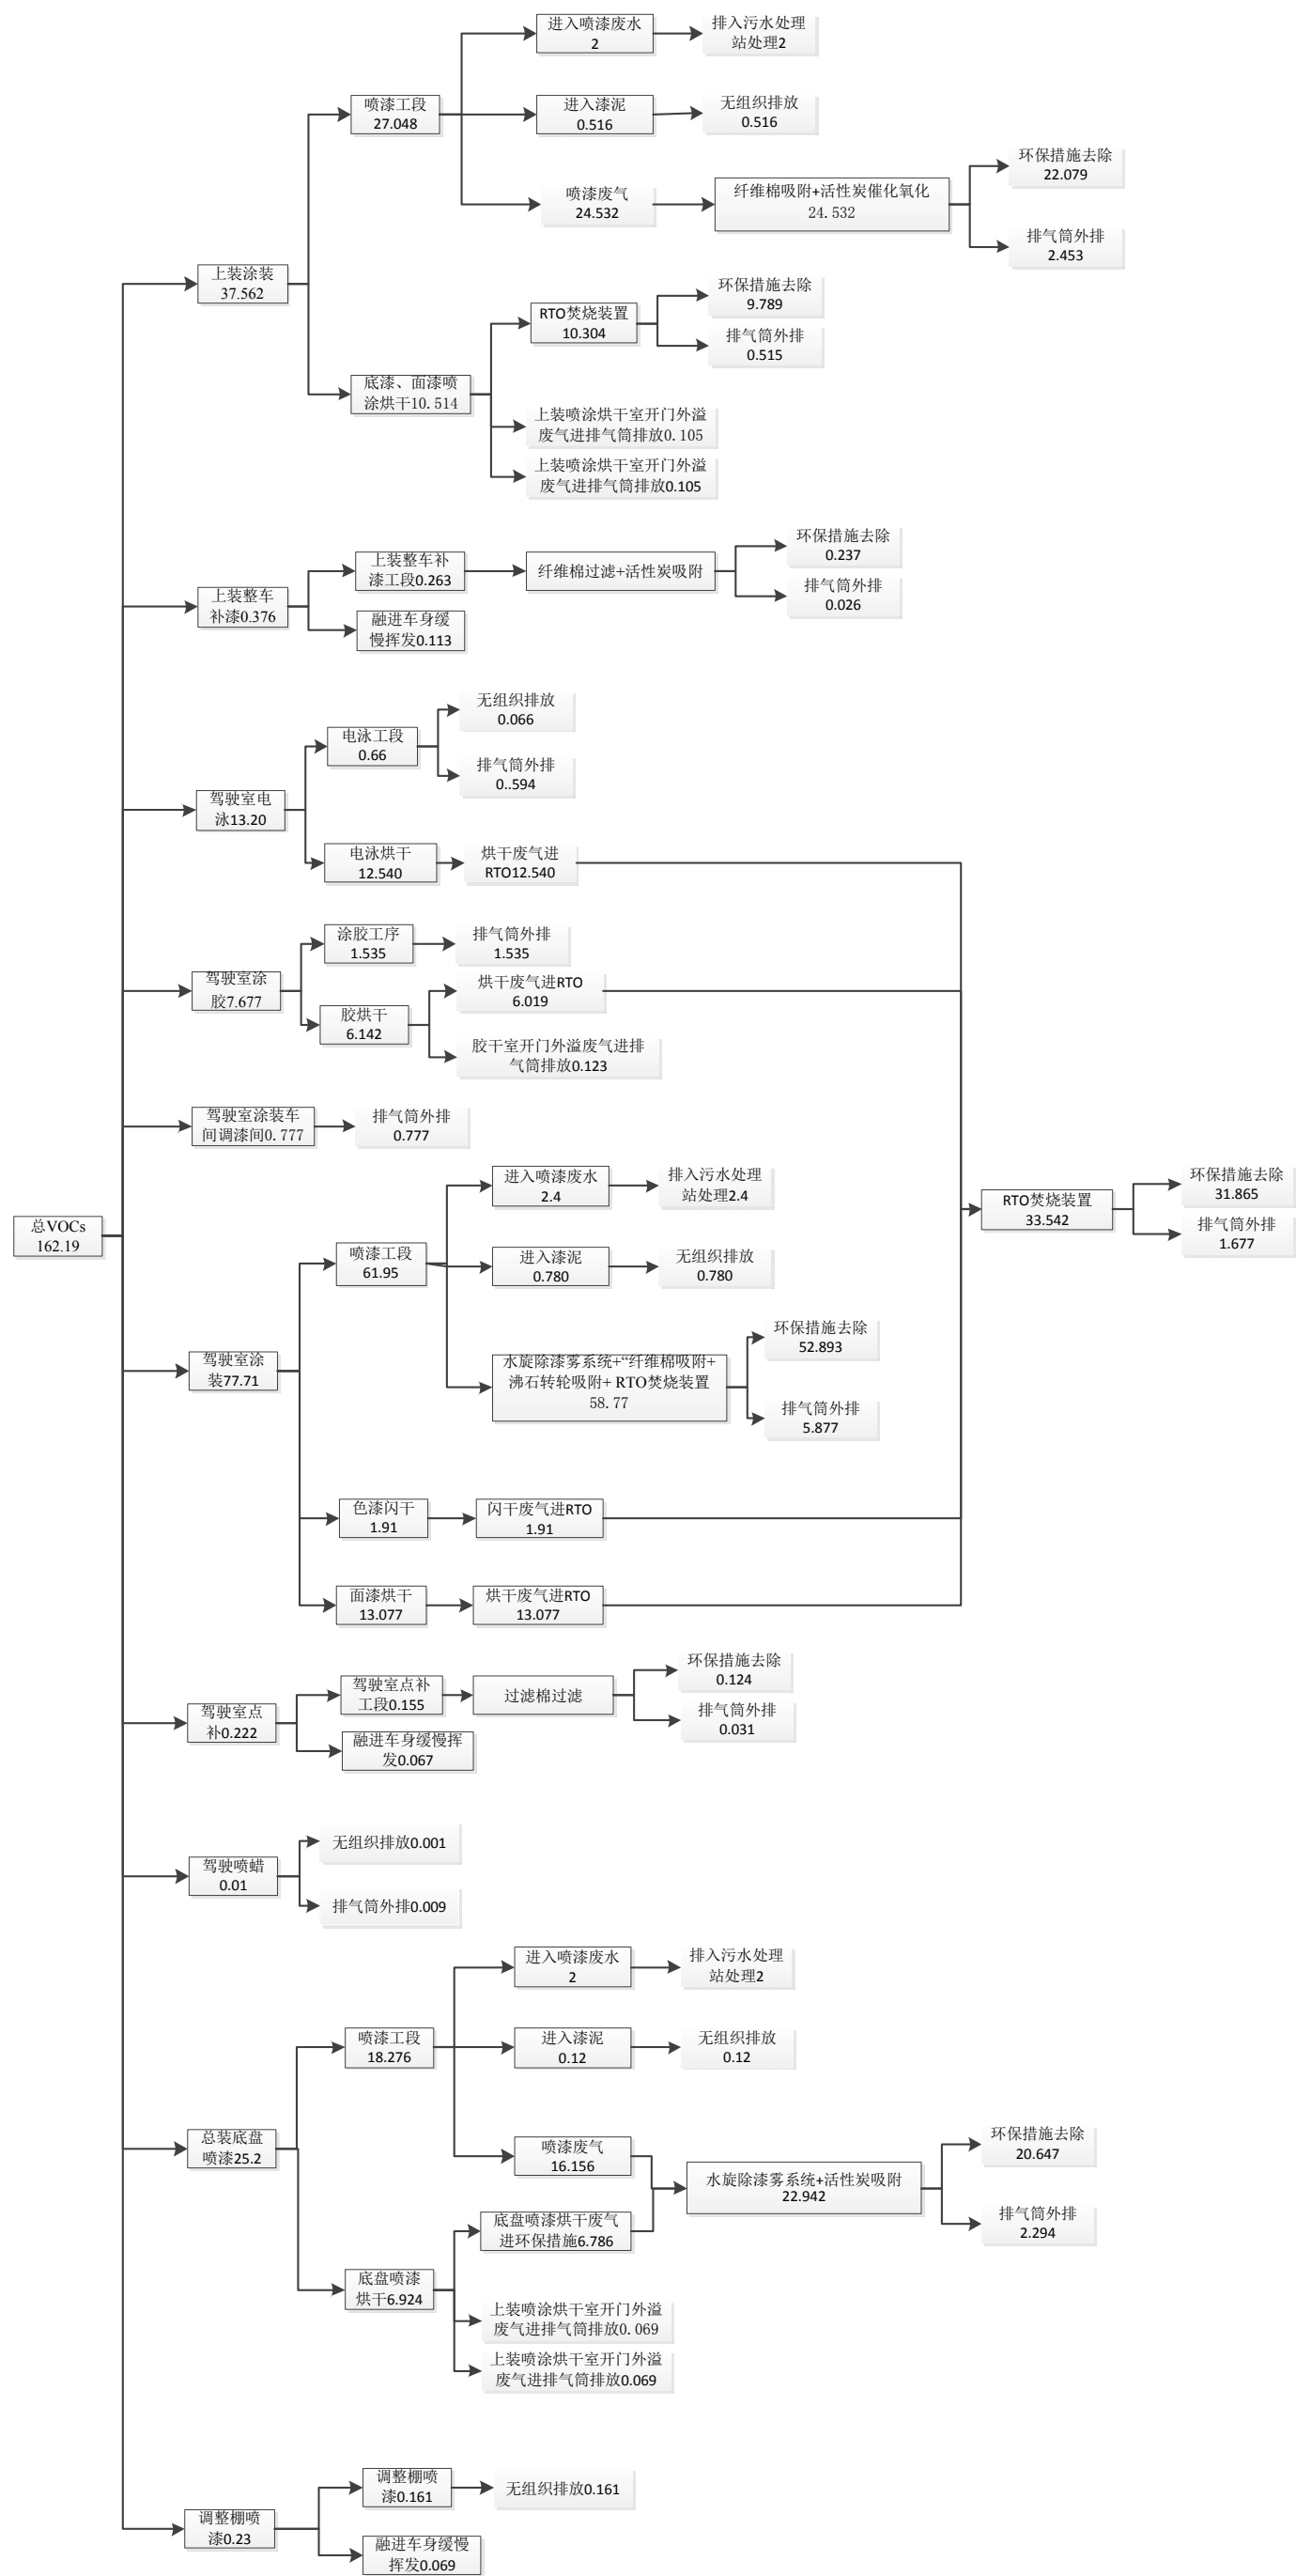 进入喷漆废水
2
排入污水处理
站处理2
喷漆工段
27.048
进入漆泥
0.516
无组织排放
0.516
环保措施去除
22.079
喷漆废气
24.532
纤维棉吸附+活性炭催化氧化
24.532
排气筒外排
2.453
上装涂装
37.562
环保措施去除
9.789
RTO焚烧装置
10.304
排气筒外排
0.515
底漆、面漆喷
涂烘干10.514
上装喷涂烘干室开门外溢
废气进排气筒排放0.105
上装喷涂烘干室开门外溢
废气进排气筒排放0.105
环保措施去除
0.237
上装整车补
漆工段0.263
纤维棉过滤+活性炭吸附
排气筒外排
0.026
上装整车
补漆0.376
融进车身缓
慢挥发0.113
无组织排放
0.066
电泳工段
0.66
排气筒外排
0..594
驾驶室电
泳13.20
电泳烘干
12.540
烘干废气进
RTO12.540
涂胶工序
1.535
排气筒外排
1.535
驾驶室涂
胶7.677
烘干废气进RTO
6.019
胶烘干
6.142
胶干室开门外溢废气进排
气筒排放0.123
驾驶室涂装车
间调漆间0.777
排气筒外排
0.777
进入喷漆废水
2.4
排入污水处理
站处理2.4
环保措施去除
31.865
RTO焚烧装置
33.542
排气筒外排
1.677
总VOCs
162.19
喷漆工段
61.95
进入漆泥
0.780
无组织排放
0.780
环保措施去除
52.893
驾驶室涂
装77.71
水旋除漆雾系统+“纤维棉吸附+
沸石转轮吸附+ RTO焚烧装置
58.77
排气筒外排
5.877
色漆闪干
1.91
闪干废气进RTO
1.91
面漆烘干
13.077
烘干废气进RTO
13.077
环保措施去除
0.124
驾驶室点补
工段0.155
过滤棉过滤
排气筒外排
0.031
驾驶室点
补0.222
融进车身缓慢挥
发0.067
无组织排放0.001
驾驶喷蜡
0.01
排气筒外排0.009
进入喷漆废水
2
排入污水处理
站处理2
喷漆工段
18.276
进入漆泥
0.12
无组织排放
0.12
总装底盘
喷漆25.2
喷漆废气
16.156
环保措施去除
20.647
水旋除漆雾系统+活性炭吸附
22.942
排气筒外排
2.294
底盘喷漆烘干废气
进环保措施6.786
底盘喷漆
烘干6.924
上装喷涂烘干室开门外溢
废气进排气筒排放0.069
上装喷涂烘干室开门外溢
废气进排气筒排放0.069
调整棚喷
漆0.161
无组织排放0.161
调整棚喷
漆0.23
融进车身缓慢
挥发0.069